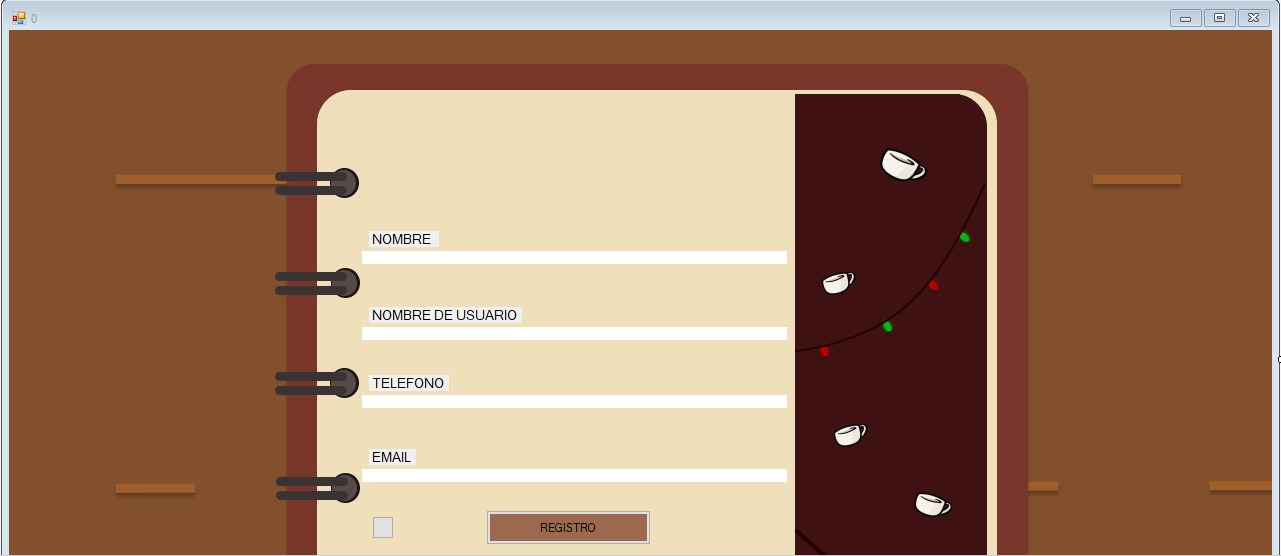 0
NOMBRE
NOMBRE DE USUARIO
TELEFONO
EMAIL
REGISTRO